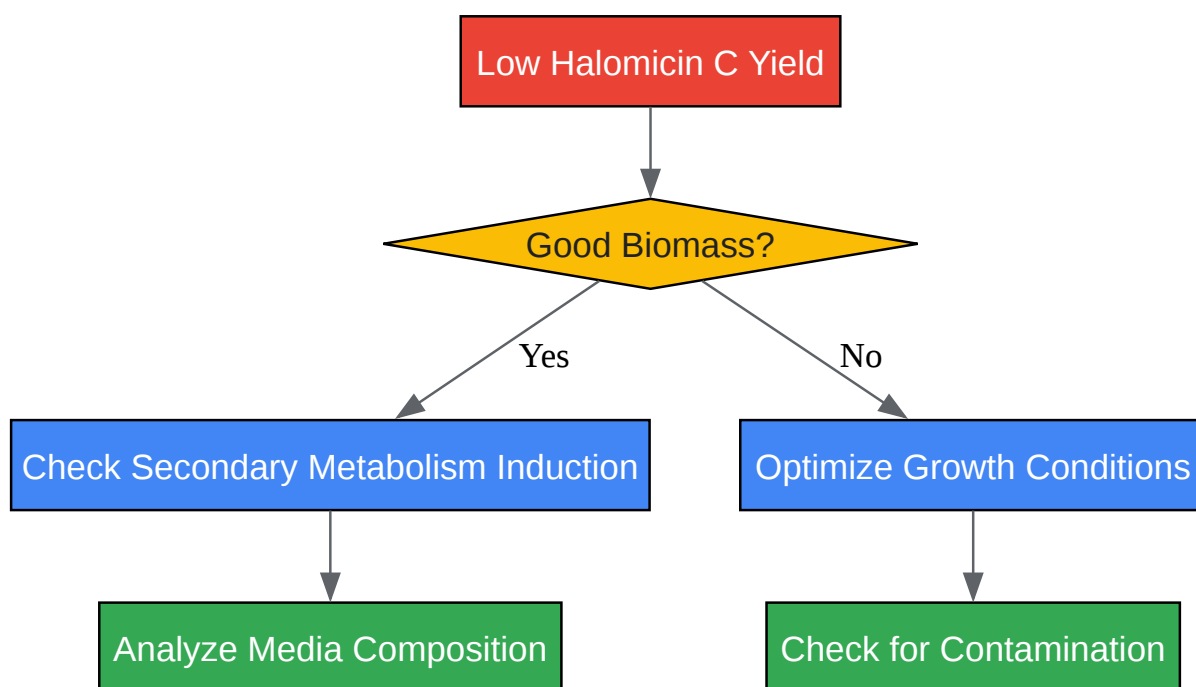 Low Halomicin C Yield
Good Biomass?
Yes
No
Check Secondary Metabolism Induction
Optimize Growth Conditions
Analyze Media Composition
Check for Contamination